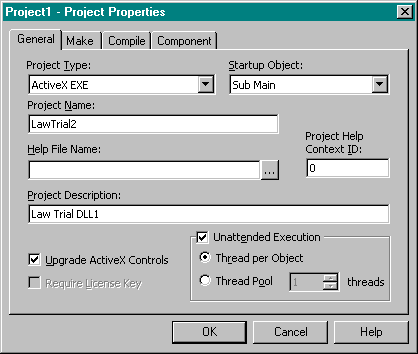 Project1 - Project Properties
General Make Compile Component
Project Type: Startup Object:
ActiveX EXE Sub Main
Project Name:
LawTrial2
Help File Name: Project Help
Context ID:
... 0
Project Description:
Law Trial DLL1
Unattended Execution
Upgrade ActiveX Controls Thread per Object
Require License Key Thread Pool 1 threads
OK Cancel Help